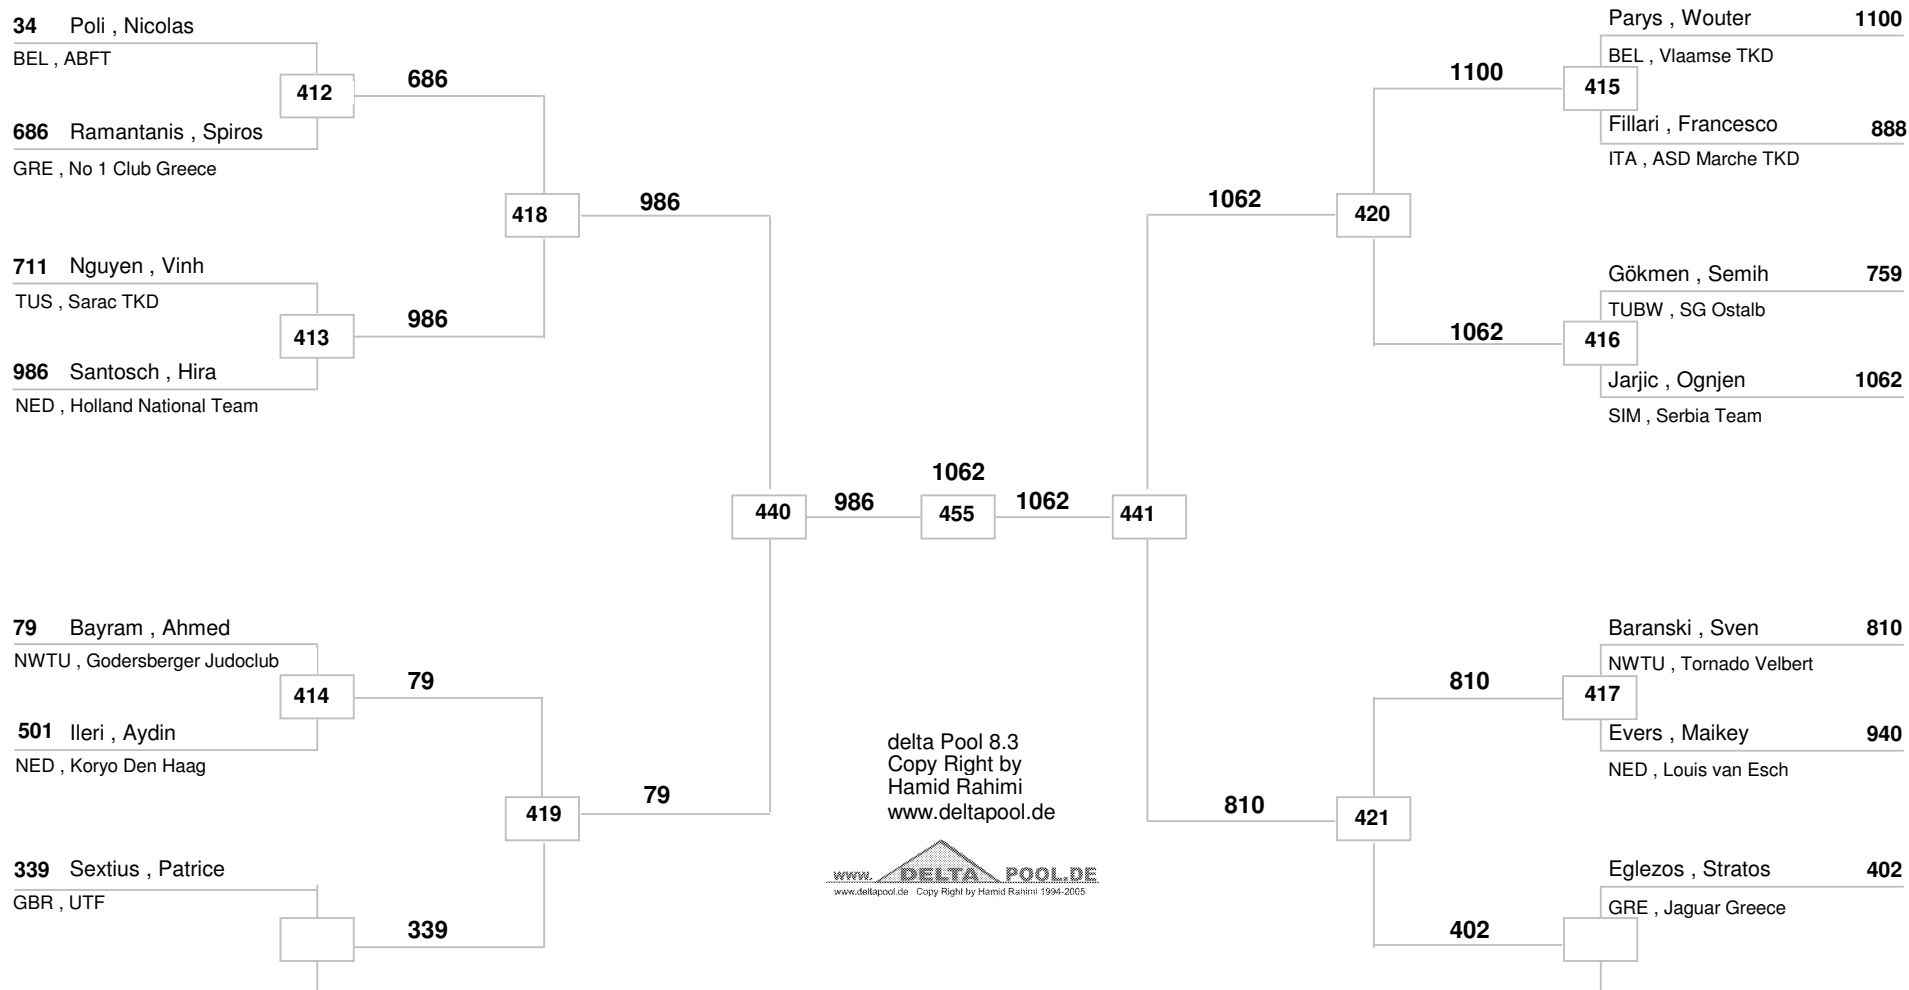 34 Poli , Nicolas
BEL , ABFT
412
686
686 Ramantanis , Spiros
GRE , No 1 Club Greece
418
986
711 Nguyen , Vinh
TUS , Sarac TKD
413
986
986 Santosch , Hira
NED , Holland National Team
440
986
1062
455
1062
441
79 Bayram , Ahmed
NWTU , Godersberger Judoclub
414
79
501 Ileri , Aydin
NED , Koryo Den Haag
419
79
339 Sextius , Patrice
GBR , UTF
339
Parys , Wouter 1100
BEL , Vlaamse TKD
1100
415
Fillari , Francesco 888
ITA , ASD Marche TKD
1062
420
Gökmen , Semih 759
TUBW , SG Ostalb
1062
416
Jarjic , Ognjen 1062
SIM , Serbia Team
Baranski , Sven 810
NWTU , Tornado Velbert
810
417
Evers , Maikey 940
NED , Louis van Esch
810
421
Eglezos , Stratos 402
GRE , Jaguar Greece
402
delta Pool 8.3
Copy Right by
Hamid Rahimi
www.deltapool.de
www. DELTA POOL.DE
www.deltapool.de Copy Right by Hamid Rahimi 1994-2005